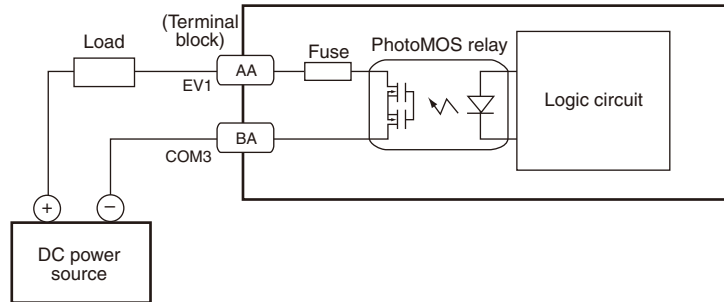 (Terminal
block)
Load
Fuse
PhotoMOS relay
AA
EV1
Logic circuit
BA
COM3
+
−
DC power
source